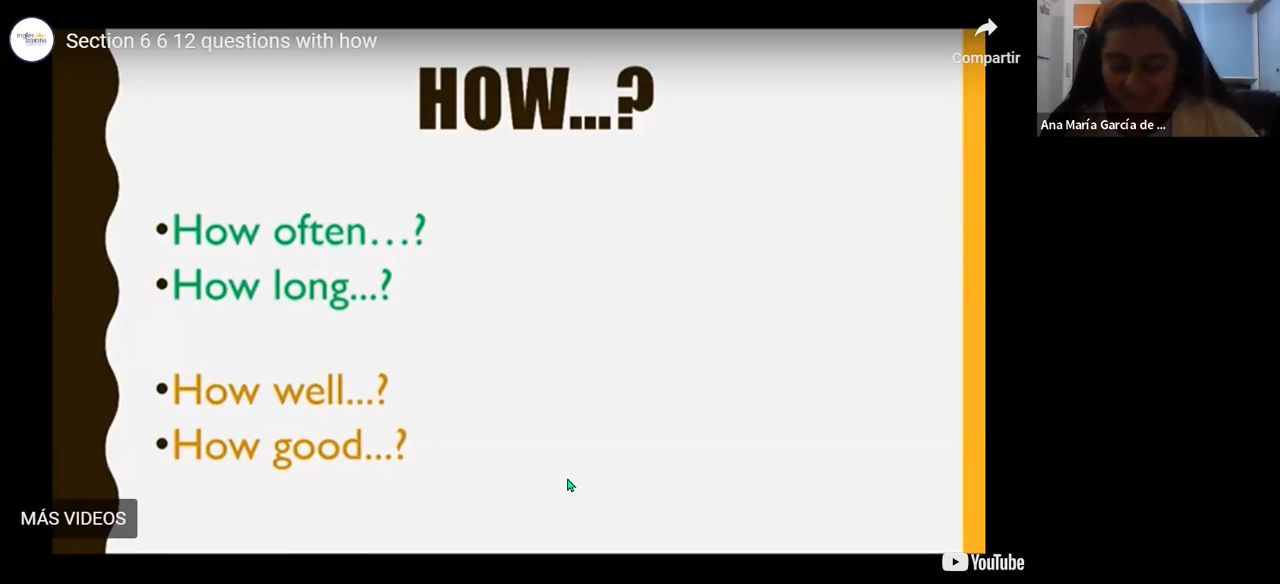 Section 6 6 12 questions with how
Compartir
HOW...?
•How often...?
•How long...?
•How well...?
•How good...?
Ana María García de ...
MÁS VIDEOS
YouTube